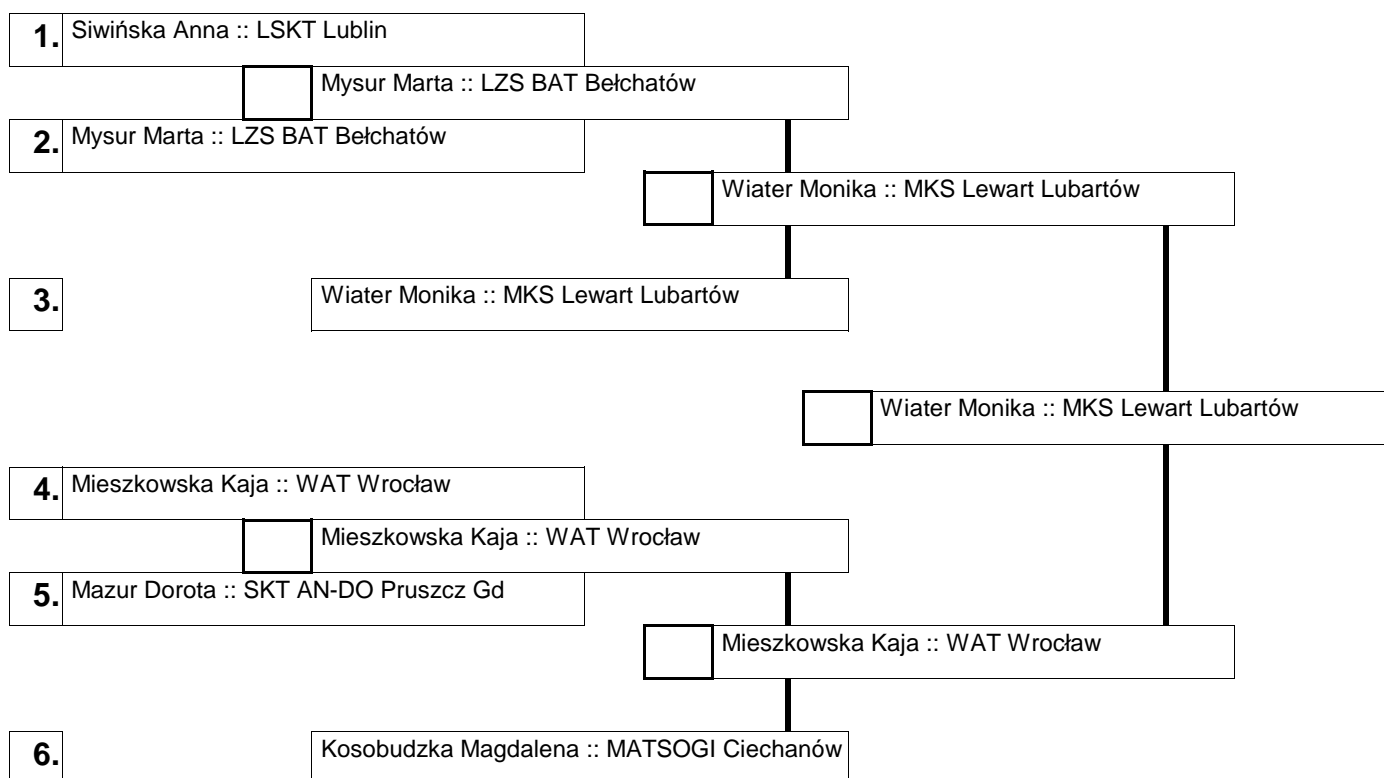 1. Siwińska Anna :: LSKT Lublin
Mysur Marta :: LZS BAT Bełchatów
2. Mysur Marta :: LZS BAT Bełchatów
Wiater Monika :: MKS Lewart Lubartów
3. Wiater Monika :: MKS Lewart Lubartów
Wiater Monika :: MKS Lewart Lubartów
4. Mieszkowska Kaja :: WAT Wrocław
Mieszkowska Kaja :: WAT Wrocław
5. Mazur Dorota :: SKT AN-DO Pruszcz Gd
Mieszkowska Kaja :: WAT Wrocław
6. Kosobudzka Magdalena :: MATSOGI Ciechanów